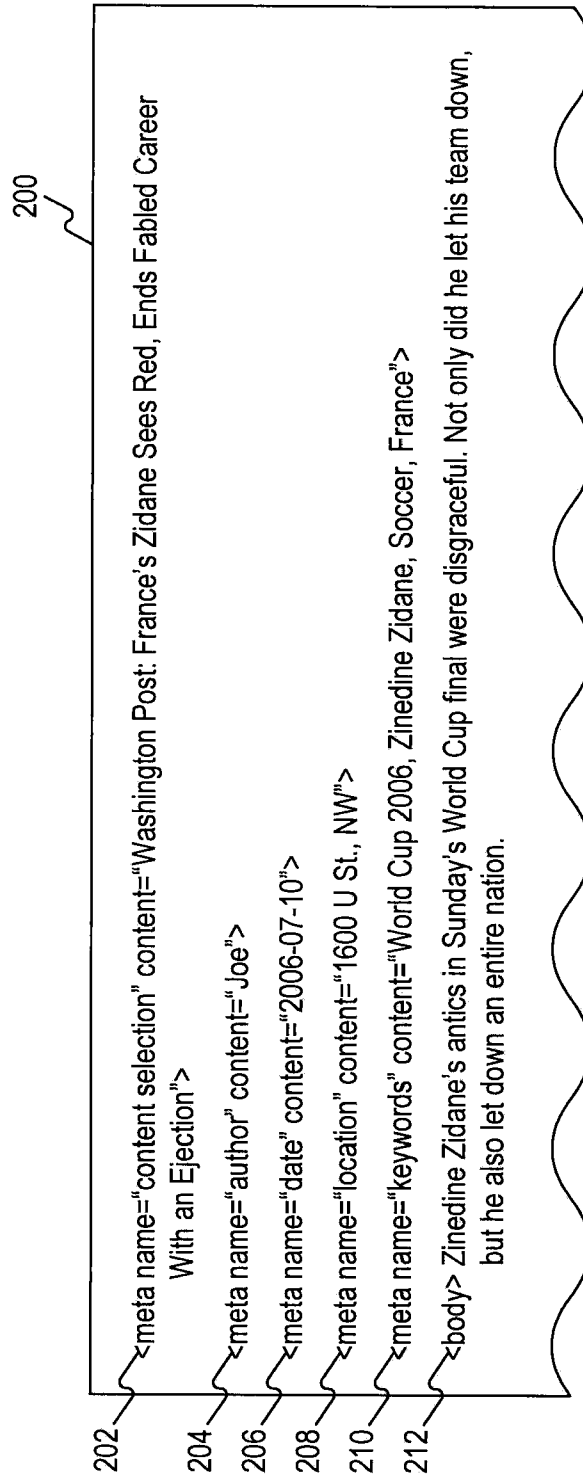 200
202 <meta name=“content selection” content=“Washington Post: France’s Zidane Sees Red, Ends Fabled Career
With an Ejection”>
204 <meta name=“author” content=“Joe”>
206 <meta name=“date” content=“2006-07-10”>
208 <meta name=“location” content=“1600 U St., NW”>
210 <meta name=“keywords” content=“World Cup 2006, Zinedine Zidane, Soccer, France”>
212 <body> Zinedine Zidane’s antics in Sunday’s World Cup final were disgraceful. Not only did he let his team down,
but he also let down an entire nation.